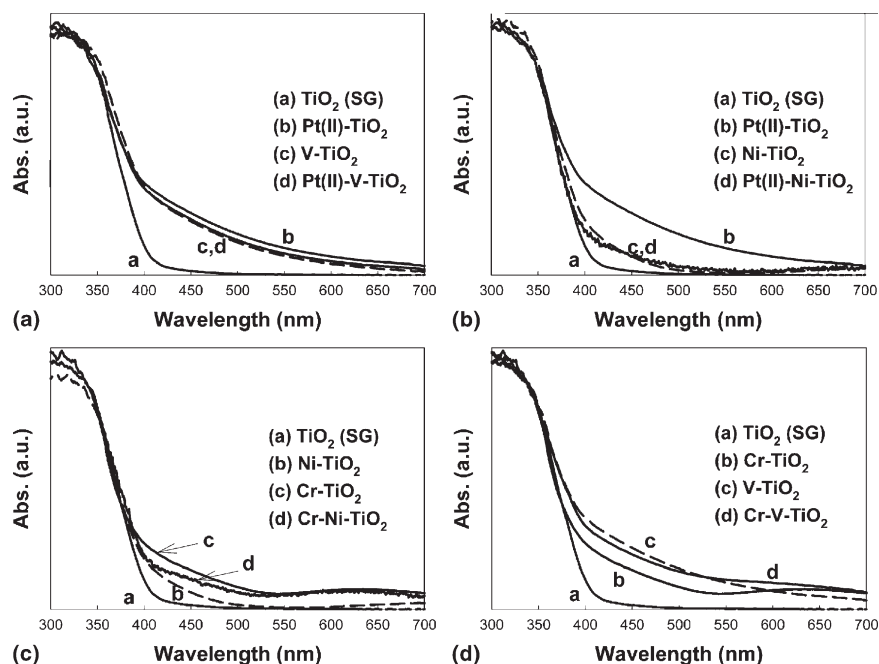 Abs. (a.u.)
(a) TiO₂ (SG)
(b) Pt(II)-TiO₂
(c) V-TiO₂
(d) Pt(II)-V-TiO₂
b
c,d
a
300 350 400 450 500 550 600 650 700
Wavelength (nm)
(a)
Abs. (a.u.)
(a) TiO₂ (SG)
(b) Pt(II)-TiO₂
(c) Ni-TiO₂
(d) Pt(II)-Ni-TiO₂
b
c,d
a
300 350 400 450 500 550 600 650 700
Wavelength (nm)
(b)
Abs. (a.u.)
(a) TiO₂ (SG)
(b) Ni-TiO₂
(c) Cr-TiO₂
(d) Cr-Ni-TiO₂
c
d
a b
300 350 400 450 500 550 600 650 700
Wavelength (nm)
(c)
Abs. (a.u.)
(a) TiO₂ (SG)
(b) Cr-TiO₂
(c) V-TiO₂
(d) Cr-V-TiO₂
c
d
b
a
300 350 400 450 500 550 600 650 700
Wavelength (nm)
(d)